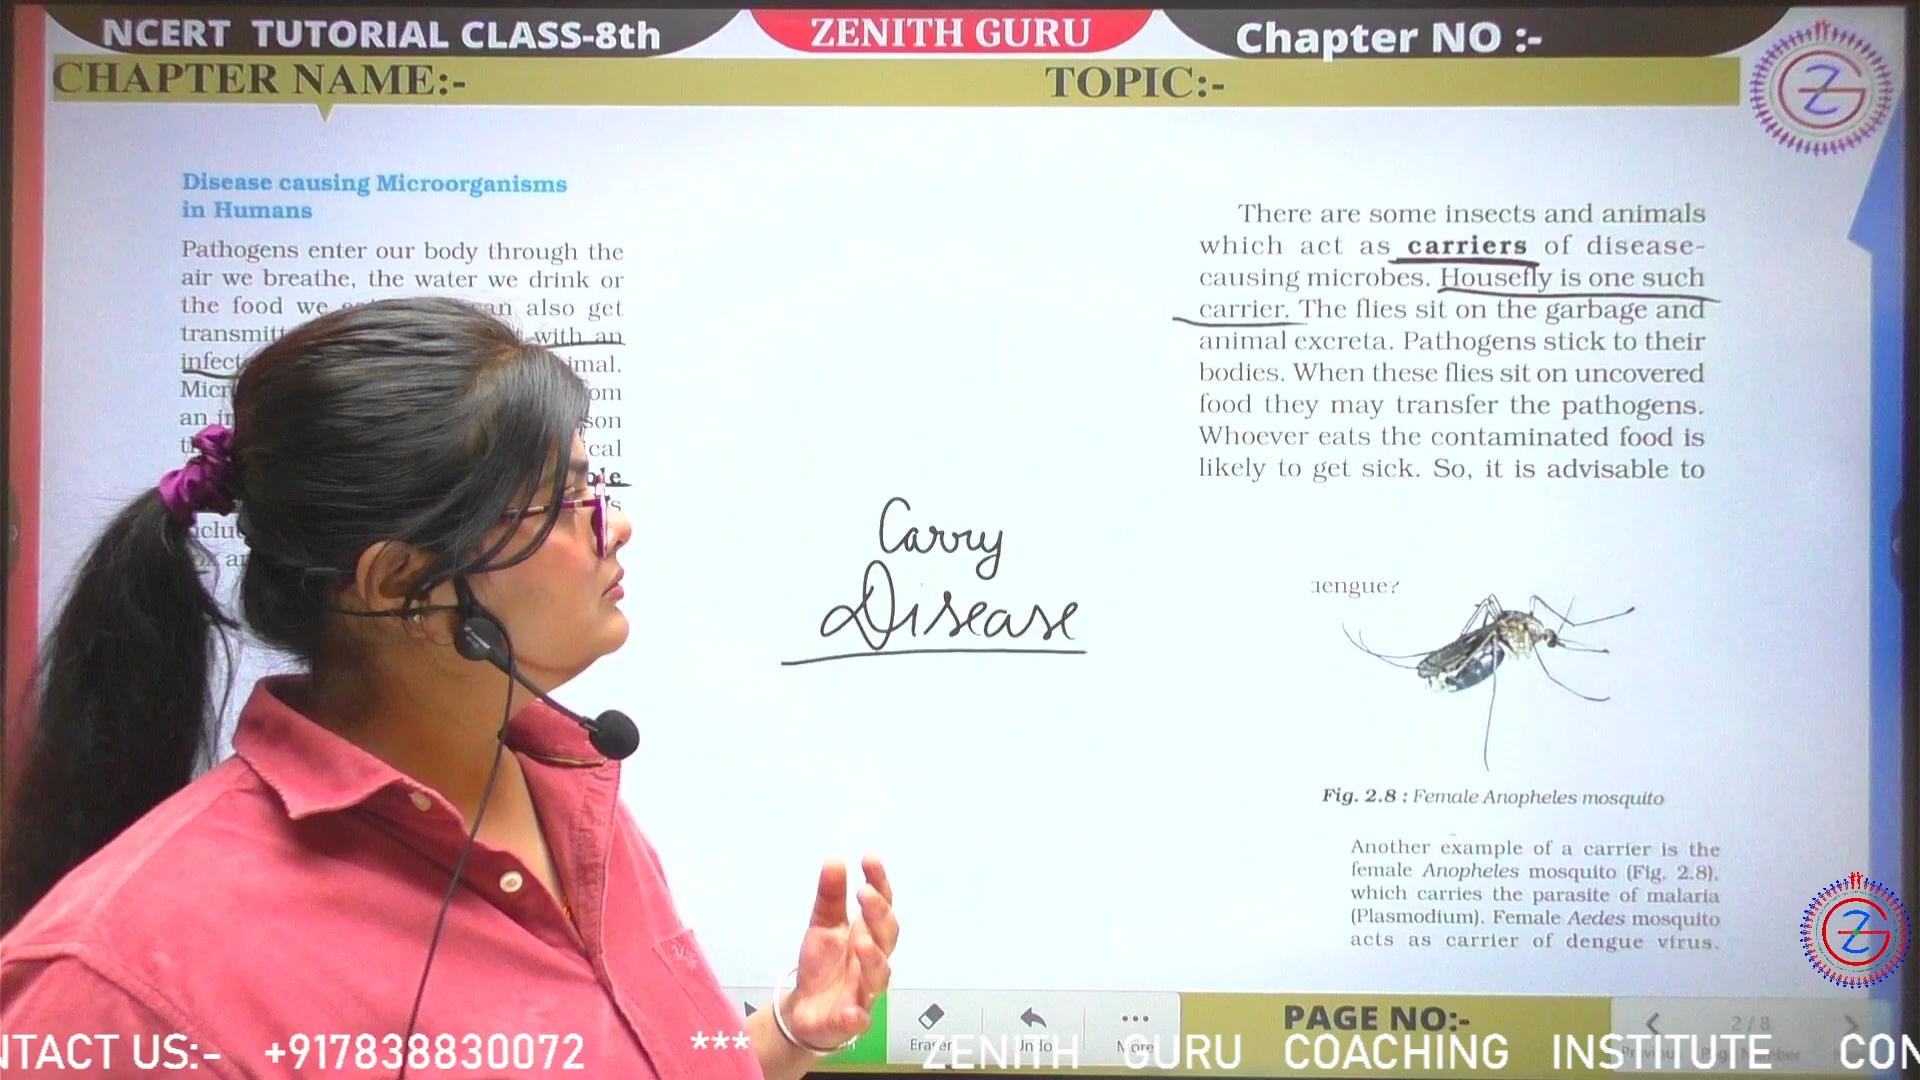 NCERT TUTORIAL CLASS-8th
ZENITH GURU
Chapter NO :-
CHAPTER NAME:-
TOPIC:-
Disease causing Microorganisms
in Humans
Pathogens enter our body through the
air we breathe, the water we drink or
the food we can also get
with an
an
There are some insects and animals
which act as carriers of disease-
causing microbes. Housefly is one such
carrier. The flies sit on the garbage and
animal excreta. Pathogens stick to their
bodies. When these flies sit on uncovered
food they may transfer the pathogens.
Whoever eats the contaminated food is
likely to get sick. So, it is advisable to
Carry
Disease
dengue?
Fig. 2.8 : Female Anopheles mosquito
Another example of a carrier is the
female Anopheles mosquito (Fig. 2.8),
which carries the parasite of malaria
(Plasmodium). Female Aedes mosquito
acts as carrier of dengue virus.
Eraser
Undo
More
PAGE NO:-
2/8
NTACT US:- +917838830072 *** ZENITH GURU COACHING INSTITUTE CON